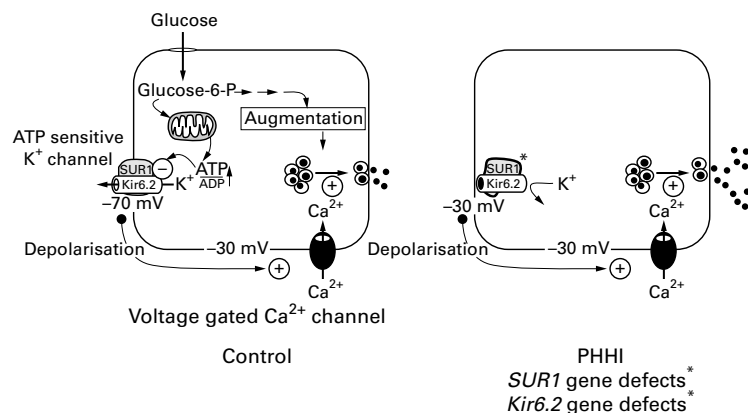 Glucose
Glucose-6-P
Augmentation
ATP sensitive
K⁺ channel
SUR1
−
ATP
ADP
Kir6.2
K⁺
–70 mV
+
Ca²⁺
Depolarisation
–30 mV
+
Ca²⁺
Voltage gated Ca²⁺ channel
Control
SUR1
*
Kir6.2
K⁺
–30 mV
+
Ca²⁺
Depolarisation
–30 mV
+
Ca²⁺
PHHI
SUR1 gene defects*
Kir6.2 gene defects*